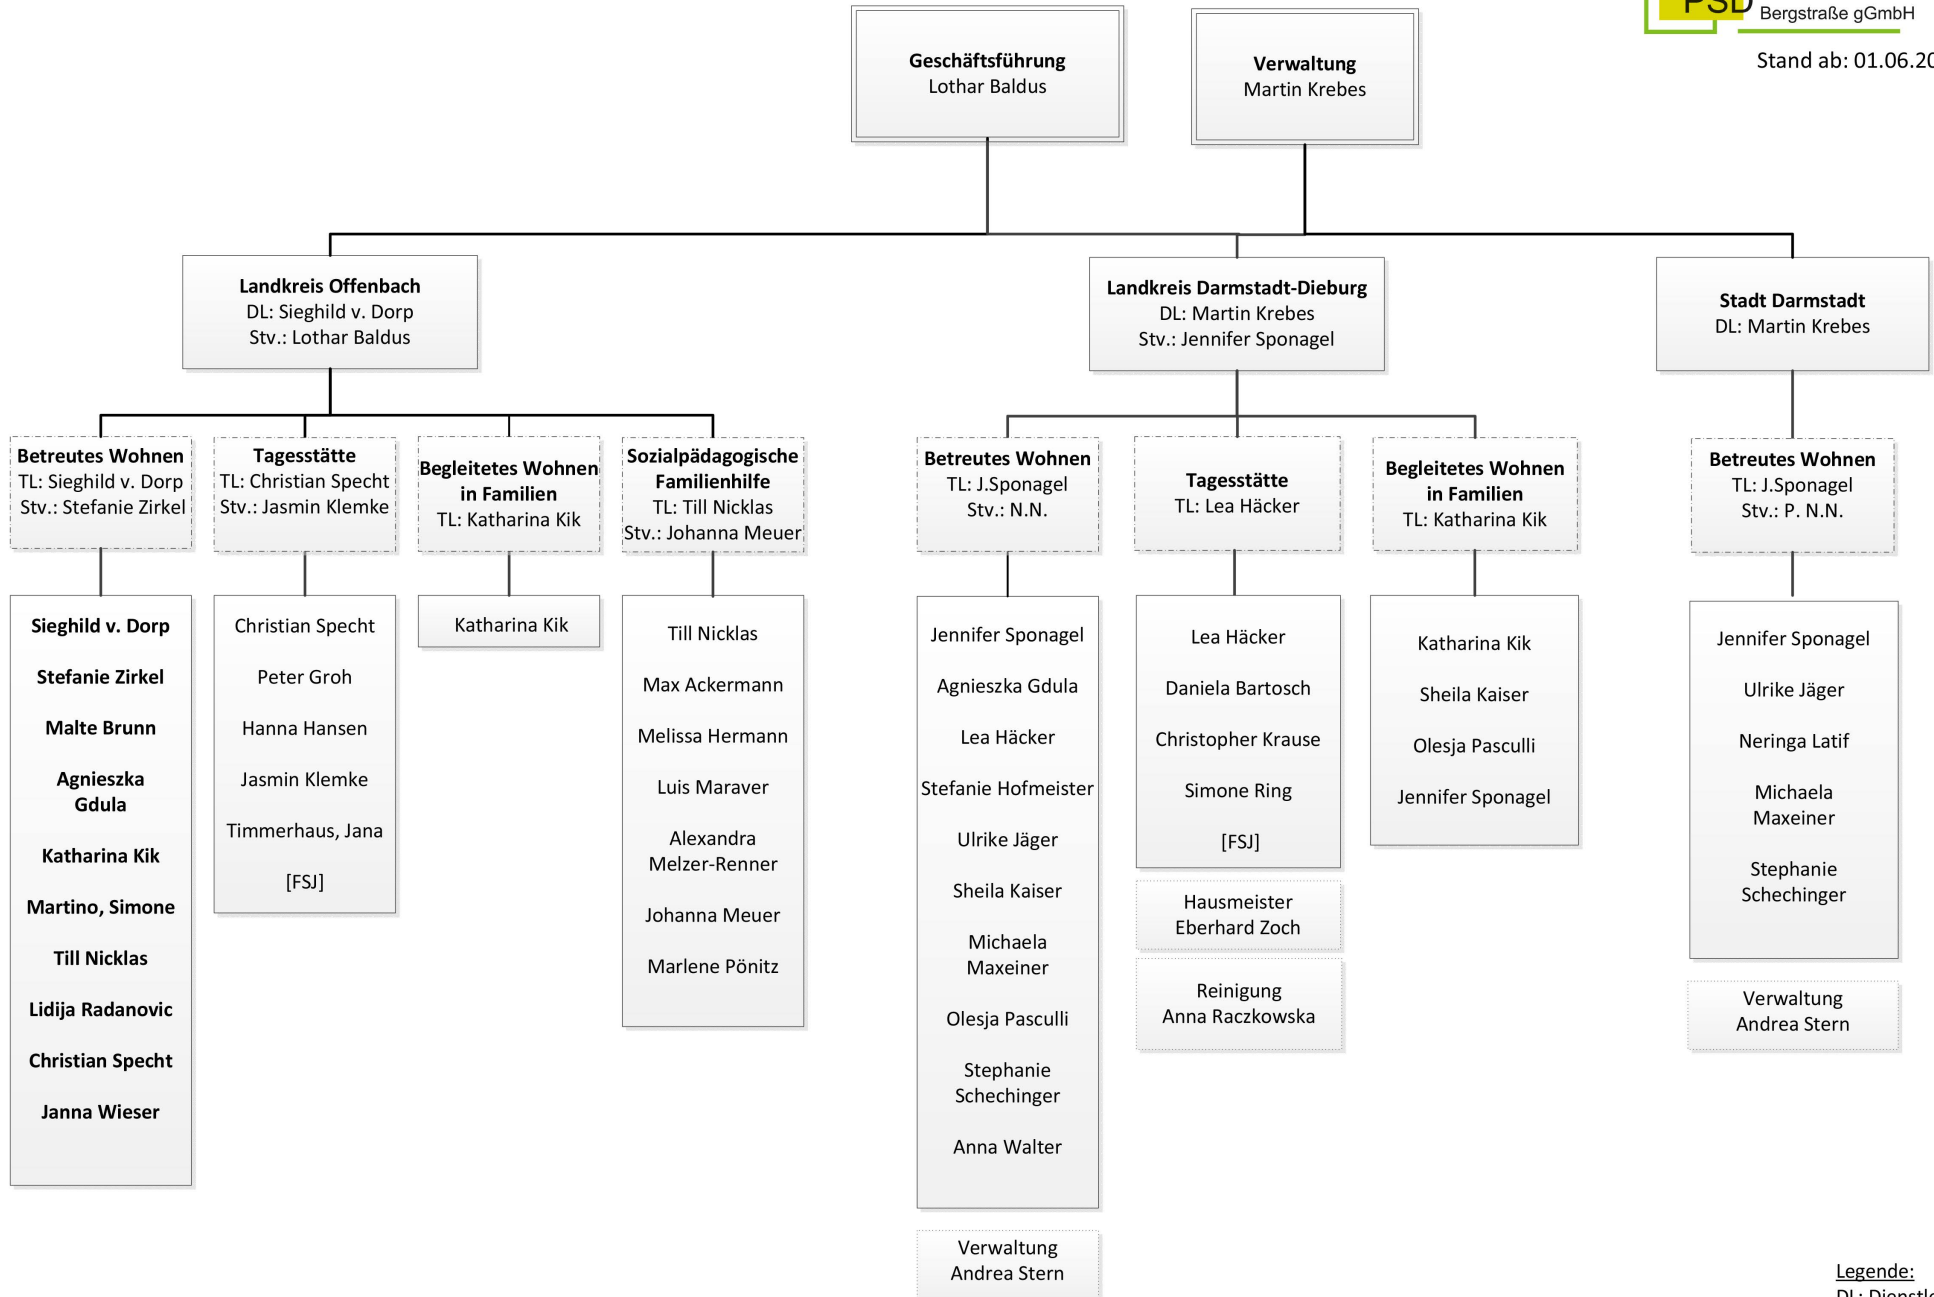 PSD
Bergstraße gGmbH
Stand ab: 01.06.20
Geschäftsführung
Lothar Baldus
Verwaltung
Martin Krebes
Landkreis Offenbach
DL: Sieghild v. Dorp
Stv.: Lothar Baldus
Landkreis Darmstadt-Dieburg
DL: Martin Krebes
Stv.: Jennifer Sponagel
Stadt Darmstadt
DL: Martin Krebes
Betreutes Wohnen
TL: Sieghild v. Dorp
Stv.: Stefanie Zirkel
Tagesstätte
TL: Christian Specht
Stv.: Jasmin Klemke
Begleitetes Wohnen
in Familien
TL: Katharina Kik
Sozialpädagogische
Familienhilfe
TL: Till Nicklas
Stv.: Johanna Meuer
Betreutes Wohnen
TL: J.Sponagel
Stv.: N.N.
Tagesstätte
TL: Lea Häcker
Begleitetes Wohnen
in Familien
TL: Katharina Kik
Betreutes Wohnen
TL: J.Sponagel
Stv.: P. N.N.
Sieghild v. Dorp
Stefanie Zirkel
Malte Brunn
Agnieszka
Gdula
Katharina Kik
Martino, Simone
Till Nicklas
Lidija Radanovic
Christian Specht
Janna Wieser
Christian Specht
Peter Groh
Hanna Hansen
Jasmin Klemke
Timmerhaus, Jana
[FSJ]
Katharina Kik
Till Nicklas
Max Ackermann
Melissa Hermann
Luis Maraver
Alexandra
Melzer-Renner
Johanna Meuer
Marlene Pönitz
Jennifer Sponagel
Agnieszka Gdula
Lea Häcker
Stefanie Hofmeister
Ulrike Jäger
Sheila Kaiser
Michaela
Maxeiner
Olesja Pasculli
Stephanie
Schechinger
Anna Walter
Verwaltung
Andrea Stern
Lea Häcker
Daniela Bartosch
Christopher Krause
Simone Ring
[FSJ]
Hausmeister
Eberhard Zoch
Reinigung
Anna Raczkowska
Katharina Kik
Sheila Kaiser
Olesja Pasculli
Jennifer Sponagel
Jennifer Sponagel
Ulrike Jäger
Neringa Latif
Michaela
Maxeiner
Stephanie
Schechinger
Verwaltung
Andrea Stern
Legende:
DL: Dienstle